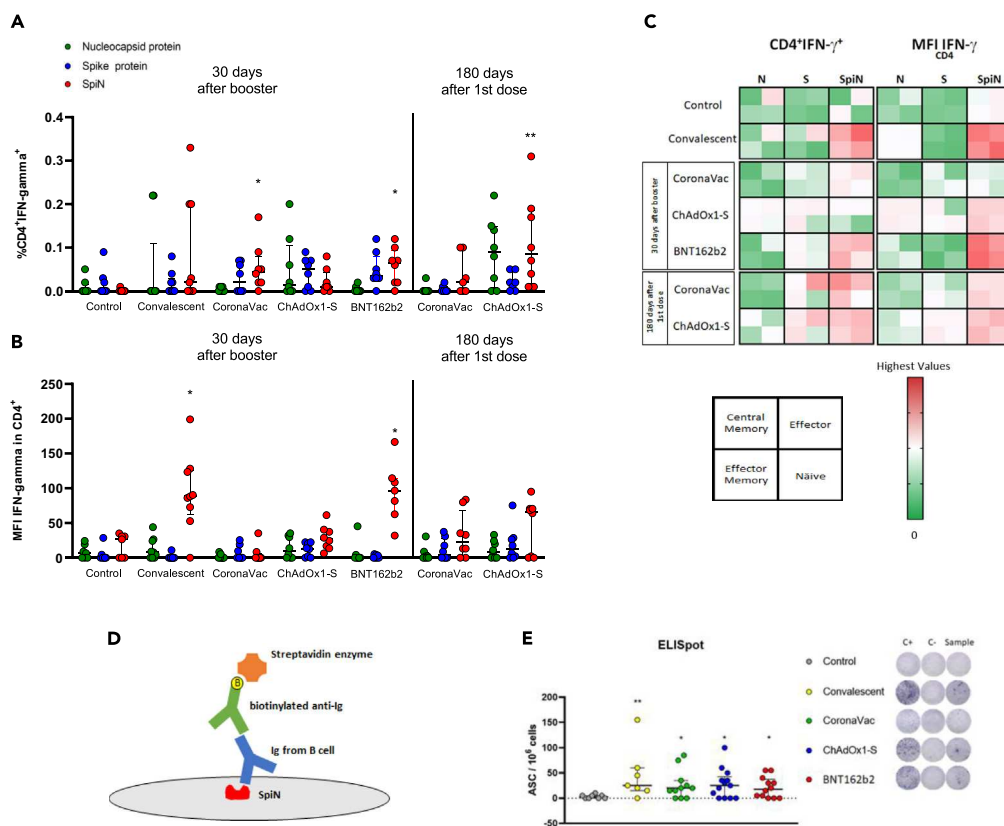 A
Nucleocapsid protein
Spike protein
SpiN
30 days
after booster
180 days
after 1st dose
%CD4⁺IFN-gamma⁺
0.4
0.3
0.2
0.1
0.0
*
*
**
Control
Convalescent
CoronaVac
ChAdOx1-S
BNT162b2
CoronaVac
ChAdOx1-S
B
30 days
after booster
180 days
after 1st dose
MFI IFN-gamma in CD4⁺
250
200
150
100
50
0
*
*
Control
Convalescent
CoronaVac
ChAdOx1-S
BNT162b2
CoronaVac
ChAdOx1-S
C
CD4⁺IFN-γ⁺
MFI IFN-γ
CD4
N
S
SpiN
N
S
SpiN
Control
Convalescent
30 days after booster
CoronaVac
ChAdOx1-S
BNT162b2
180 days after
1st dose
CoronaVac
ChAdOx1-S
Highest Values
0
Central
Memory
Effector
Effector
Memory
Näive
D
Streptavidin enzyme
B
biotinylated anti-Ig
Ig from B cell
SpiN
E
ELISpot
ASC / 10⁶ cells
200
150
100
50
0
-50
**
*
*
*
Control
Convalescent
CoronaVac
ChAdOx1-S
BNT162b2
C+
C-
Sample